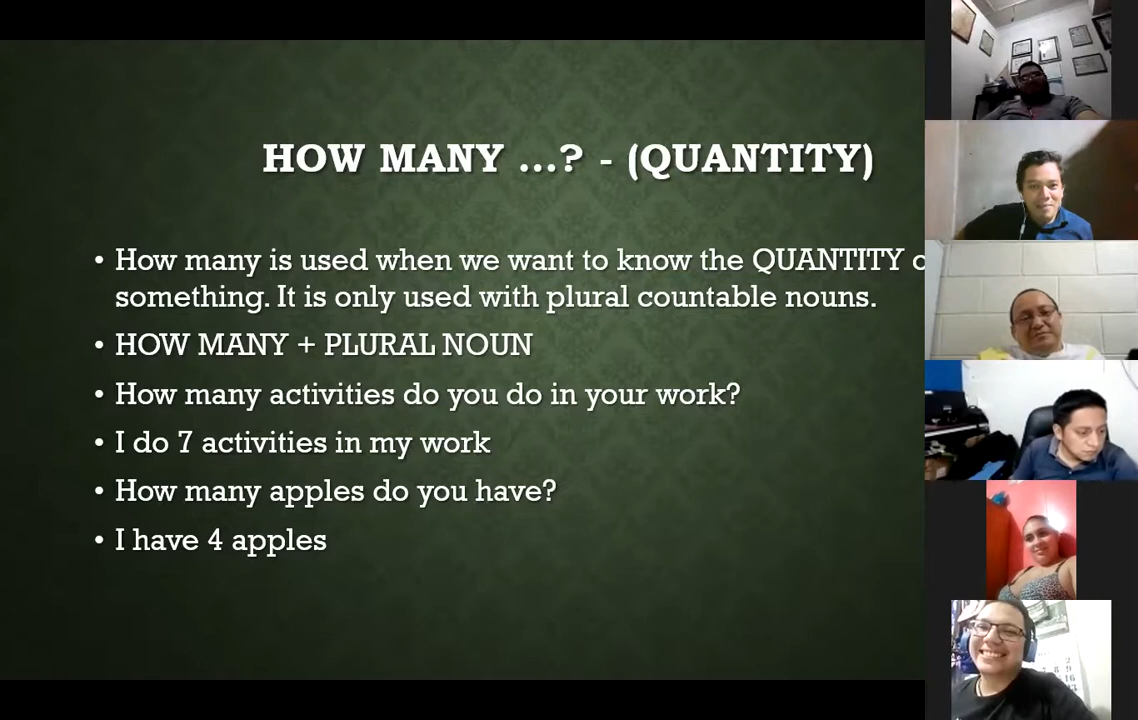 HOW MANY ...? - (QUANTITY)
• How many is used when we want to know the QUANTITY
something. It is only used with plural countable nouns.
• HOW MANY + PLURAL NOUN
• How many activities do you do in your work?
• I do 7 activities in my work
• How many apples do you have?
• I have 4 apples